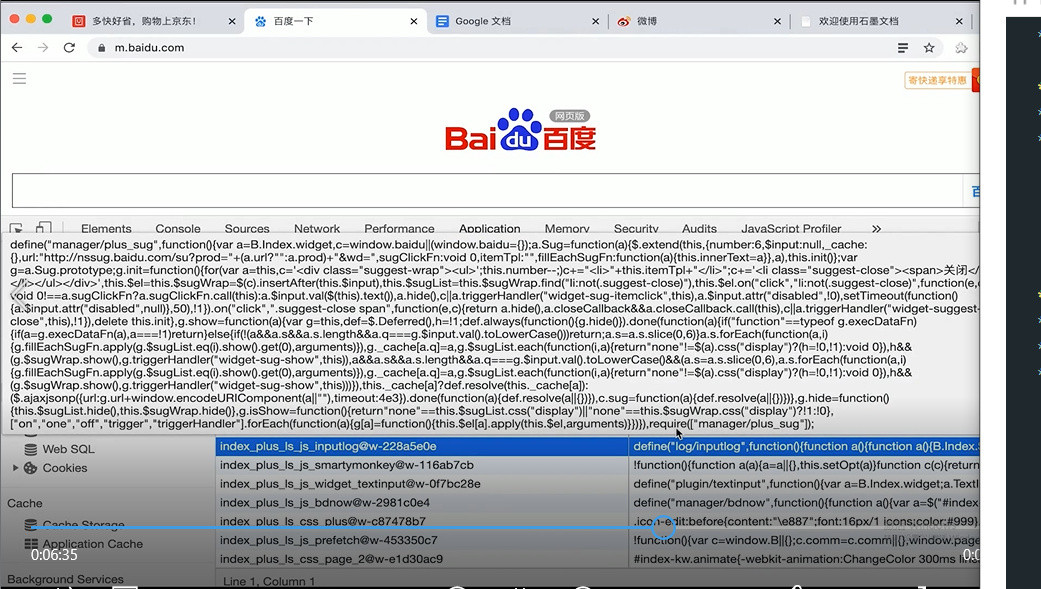 多快好省，购物上京东！
百度一下
Google 文档
微博
欢迎使用石墨文档
m.baidu.com
寄快递享特惠
网页版
Bai du 百度
百
Elements Console Sources Network Performance Application Memory Security Audits JavaScript Profiler »
define("manager/plus_sug",function(){var a=B.Index.widget,c=window.baidu||(window.baidu={});a.Sug=function(a){$.extend(this,{number:6,$input:null,_cache:
{},url:"http://nssug.baidu.com/su?prod="+(a.url?"":a.prod)+"&wd=",sugClickFn:void 0,itemTpl:"",fillEachSugFn:function(a){this.innerText=a}},a),this.init()};var
g=a.Sug.prototype;g.init=function(){for(var a=this,c='<div class="suggest-wrap"><ul>';this.number--;)c+="<li>"+this.itemTpl+"</li>";c+='<li class="suggest-close"><span>关闭</
></li></ul></div>',this.$el=this.$sugWrap=$(c).insertAfter(this.$input),this.$sugList=this.$sugWrap.find("li:not(.suggest-close)"),this.$el.on("click","li:not(.suggest-close)",function(e,c
id 0!==a.sugClickFn?a.sugClickFn.call(this):a.$input.val($(this).text()),a.hide(),c||a.triggerHandler("widget-sug-itemclick",this),a.$input.attr("disabled",!0),setTimeout(function()
{a.$input.attr("disabled",null)},50),!1}).on("click",".suggest-close span",function(e,c){return a.hide(),a.closeCallback&&a.closeCallback.call(this),c||a.triggerHandler("widget-suggest-
close",this),!1}),delete this.init},g.show=function(a){var g=this,def=$.Deferred(),h=!1;def.always(function(){g.hide()}).done(function(a){if("function"==typeof g.execDataFn)
{if(a=g.execDataFn(a),a===!1)return}else{if(!(a&&a.s&&a.s.length&&a.q===g.$input.val().toLowerCase()))return;a.s=a.s.slice(0,6)}a.s.forEach(function(a,i)
{g.fillEachSugFn.apply(g.$sugList.eq(i).show().get(0),arguments)}),g._cache[a.q]=a,g.$sugList.each(function(i,a){return"none"!=$(a).css("display")?(h=!0,!1):void 0}),h&&
(g.$sugWrap.show(),g.triggerHandler("widget-sug-show",this)),a&&a.s&&a.s.length&&a.q===g.$input.val().toLowerCase()&&(a.s=a.s.slice(0,6),a.s.forEach(function(a,i)
{g.fillEachSugFn.apply(g.$sugList.eq(i).show().get(0),arguments)}),g._cache[a.q]=a,g.$sugList.each(function(i,a){return"none"!=$(a).css("display")?(h=!0,!1):void 0}),h&&
(g.$sugWrap.show(),g.triggerHandler("widget-sug-show",this)))}),this._cache[a]?def.resolve(this._cache[a]):
($.ajaxjsonp({url:g.url+window.encodeURIComponent(a||""),timeout:4e3}).done(function(a){def.resolve(a||{})}),c.sug=function(a){def.resolve(a||{})})},g.hide=function()
{this.$sugList.hide(),this.$sugWrap.hide()},g.isShow=function(){return"none"==this.$sugList.css("display")||"none"==this.$sugWrap.css("display")?!1:!0},
["on","one","off","trigger","triggerHandler"].forEach(function(a){g[a]=function(){this.$el[a].apply(this.$el,arguments)}})}),require(["manager/plus_sug"]);
Web SQL
Cookies
Cache
Cache Storage
Application Cache
Background Services
index_plus_ls_js_inputlog@w-228a5e0e define("log/inputlog",function(){function a(){function a(){B.Index.
index_plus_ls_js_smartymonkey@w-116ab7cb !function(){function a(a){a=a||{},this.setOpt(a)}function c(c){return
index_plus_ls_js_widget_textinput@w-0f7bc28e define("plugin/textinput",function(){var a=B.Index.widget;a.TextI
index_plus_ls_js_bdnow@w-2981c0e4 define("manager/bdnow",function(){function a(){var a=$("#index
index_plus_ls_css_plus@w-c87478b7 .icon-edit:before{content:"\e887";font:16px/1 icons;color:#999}.
index_plus_ls_js_prefetch@w-453350c7 !function(){var c=window.B||{};c.comm=c.comm||{},window.page
index_plus_ls_css_page_2@w-e1d30ac9 #index-kw.animate{-webkit-animation:ChangeColor 300ms line
Line 1, Column 1
0:06:35